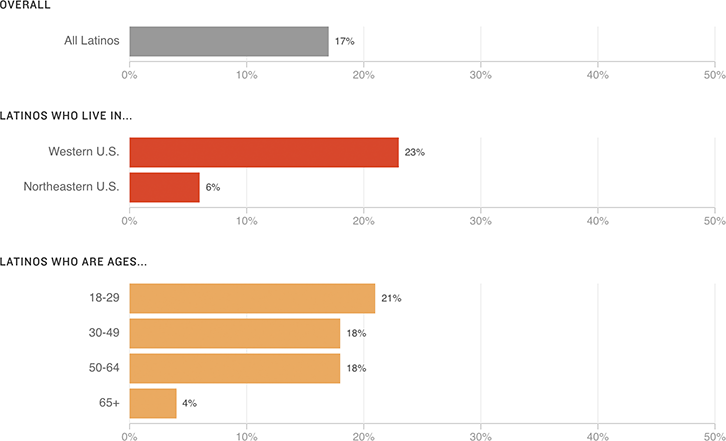 OVERALL
All Latinos 17%
0% 10% 20% 30% 40% 50%
LATINOS WHO LIVE IN...
Western U.S. 23%
Northeastern U.S. 6%
0% 10% 20% 30% 40% 50%
LATINOS WHO ARE AGES...
18-29 21%
30-49 18%
50-64 18%
65+ 4%
0% 10% 20% 30% 40% 50%